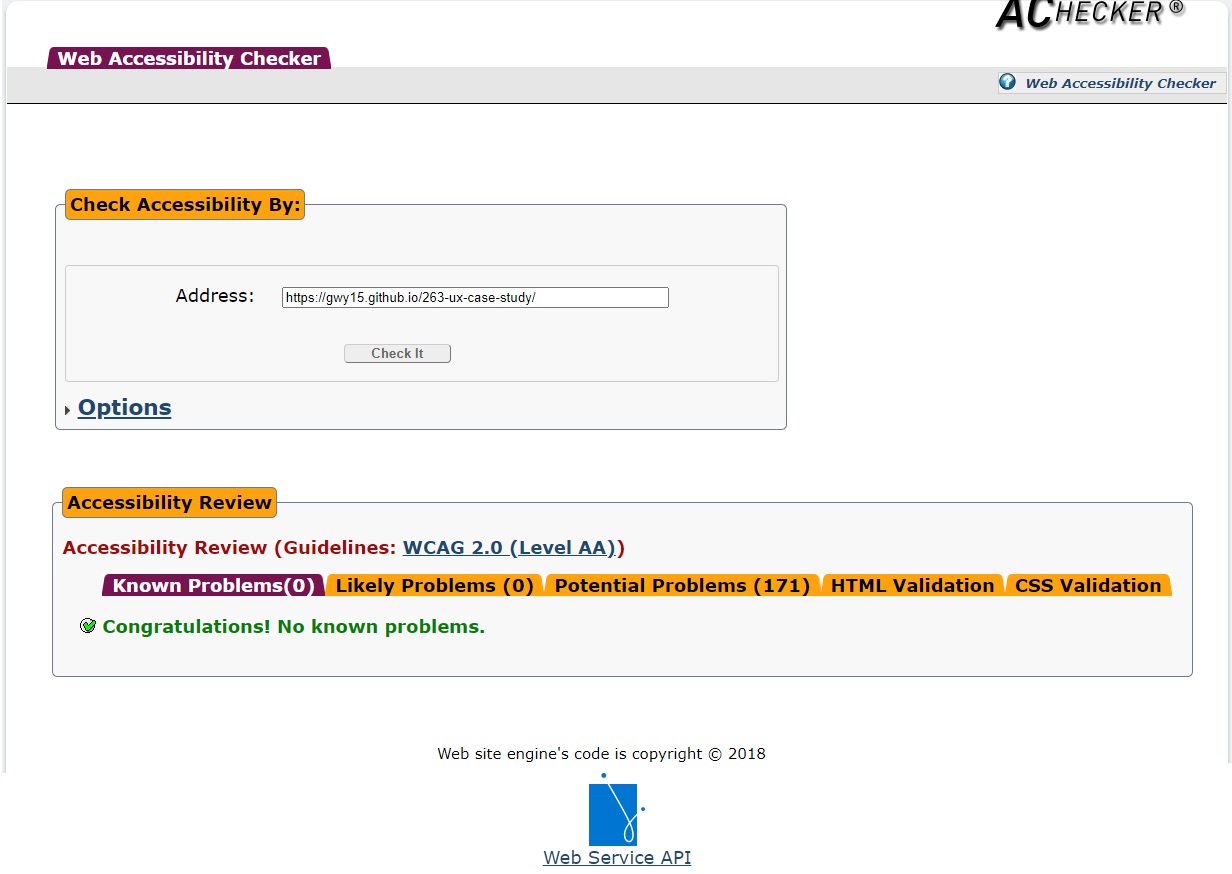 ACHECKER ®
Web Accessibility Checker
Web Accessibility Checker
Check Accessibility By:
Address: https://gwy15.github.io/263-ux-case-study/
Check It
Options
Accessibility Review
Accessibility Review (Guidelines: WCAG 2.0 (Level AA))
Known Problems(0) Likely Problems (0) Potential Problems (171) HTML Validation CSS Validation
Congratulations! No known problems.
Web site engine's code is copyright © 2018
Web Service API